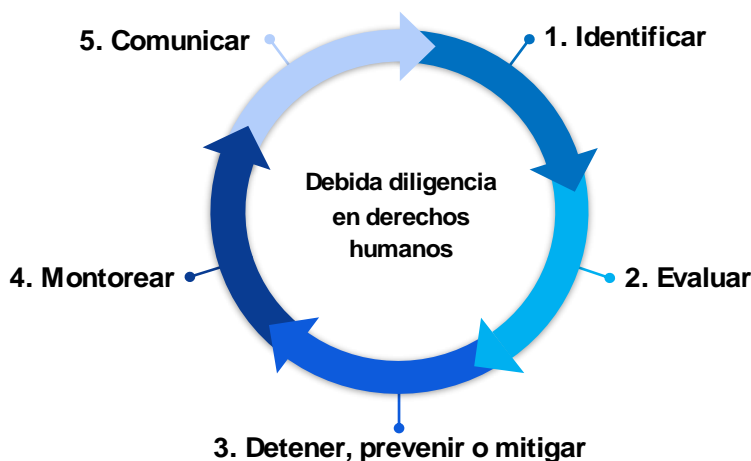 5. Comunicar
1. Identificar
Debida diligencia
en derechos
humanos
4. Montorear
2. Evaluar
3. Detener, prevenir o mitigar